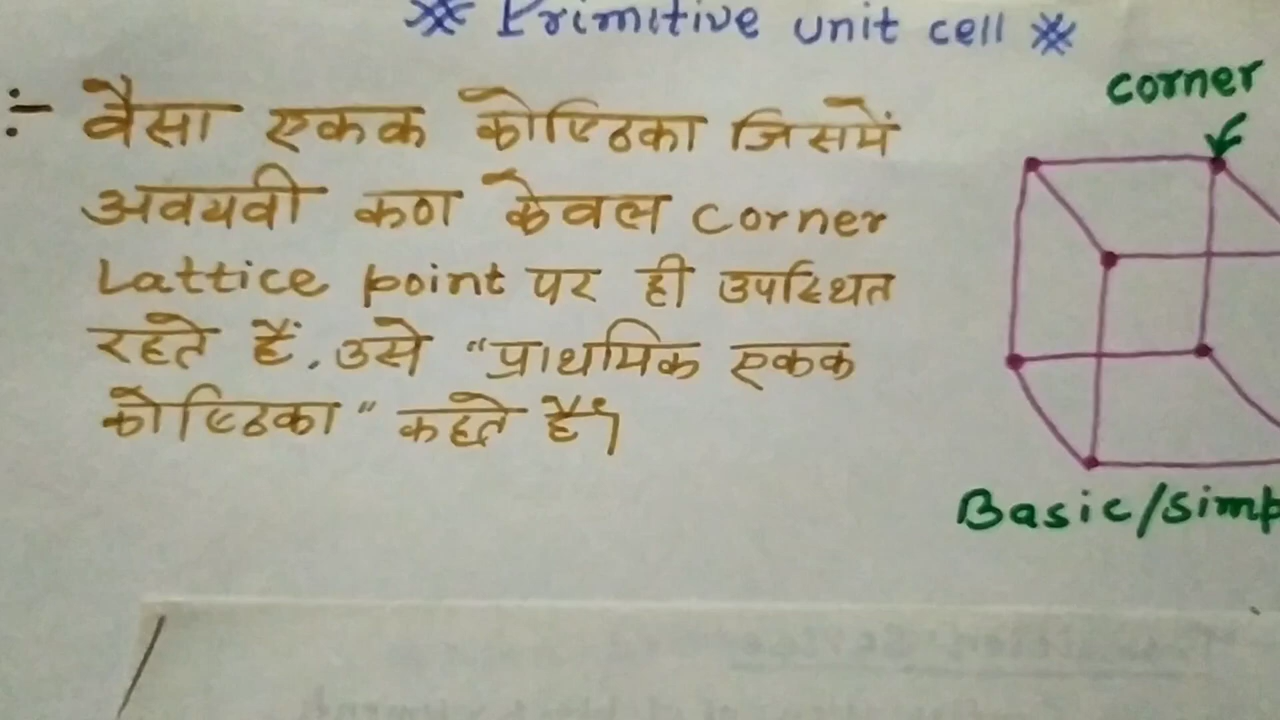 ※ Primitive unit cell ※
corner
:- वैसा एकक कोष्ठिका जिसमें
अवयवी कण केवल corner
Lattice point पर ही उपस्थित
रहते हैं, उसे "प्राथमिक एकक
कोष्ठिका" कहते हैं।
Basic/simp